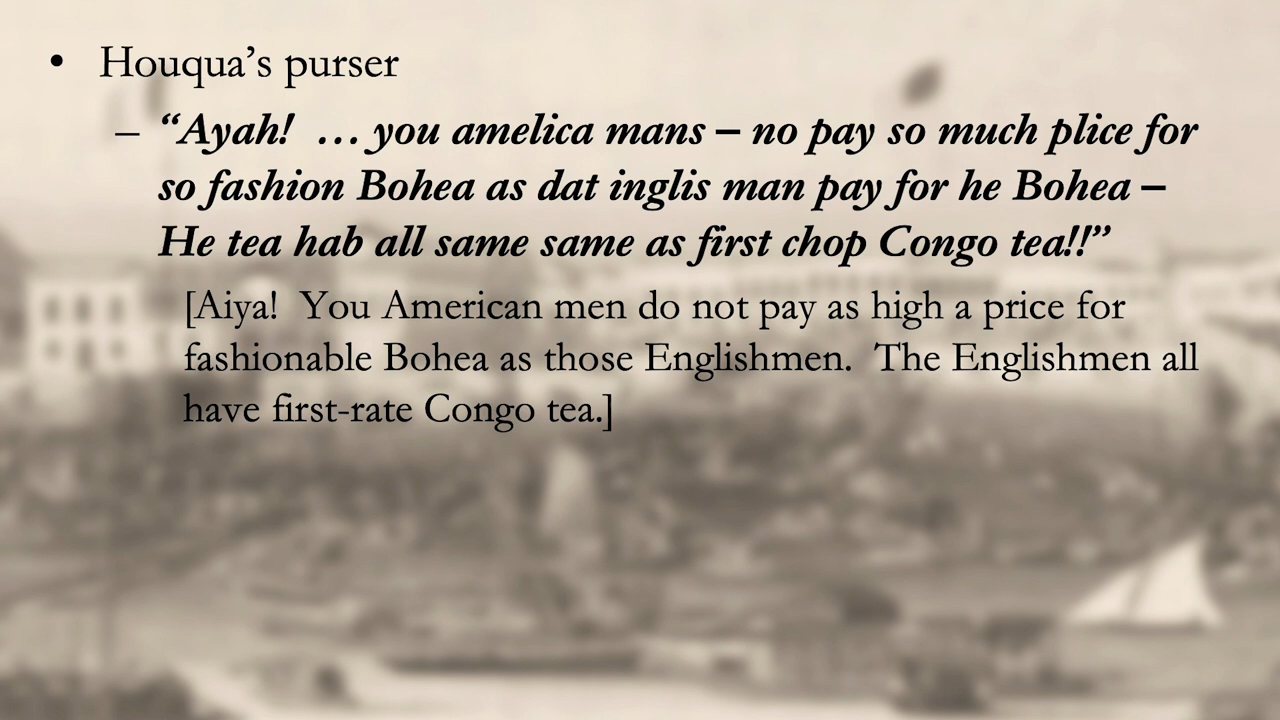 • Houqua’s purser
– “Ayah!  … you amelica mans – no pay so much plice for
so fashion Bohea as dat inglis man pay for he Bohea –
He tea hab all same same as first chop Congo tea!!”
[Aiya!  You American men do not pay as high a price for
fashionable Bohea as those Englishmen.  The Englishmen all
have first-rate Congo tea.]